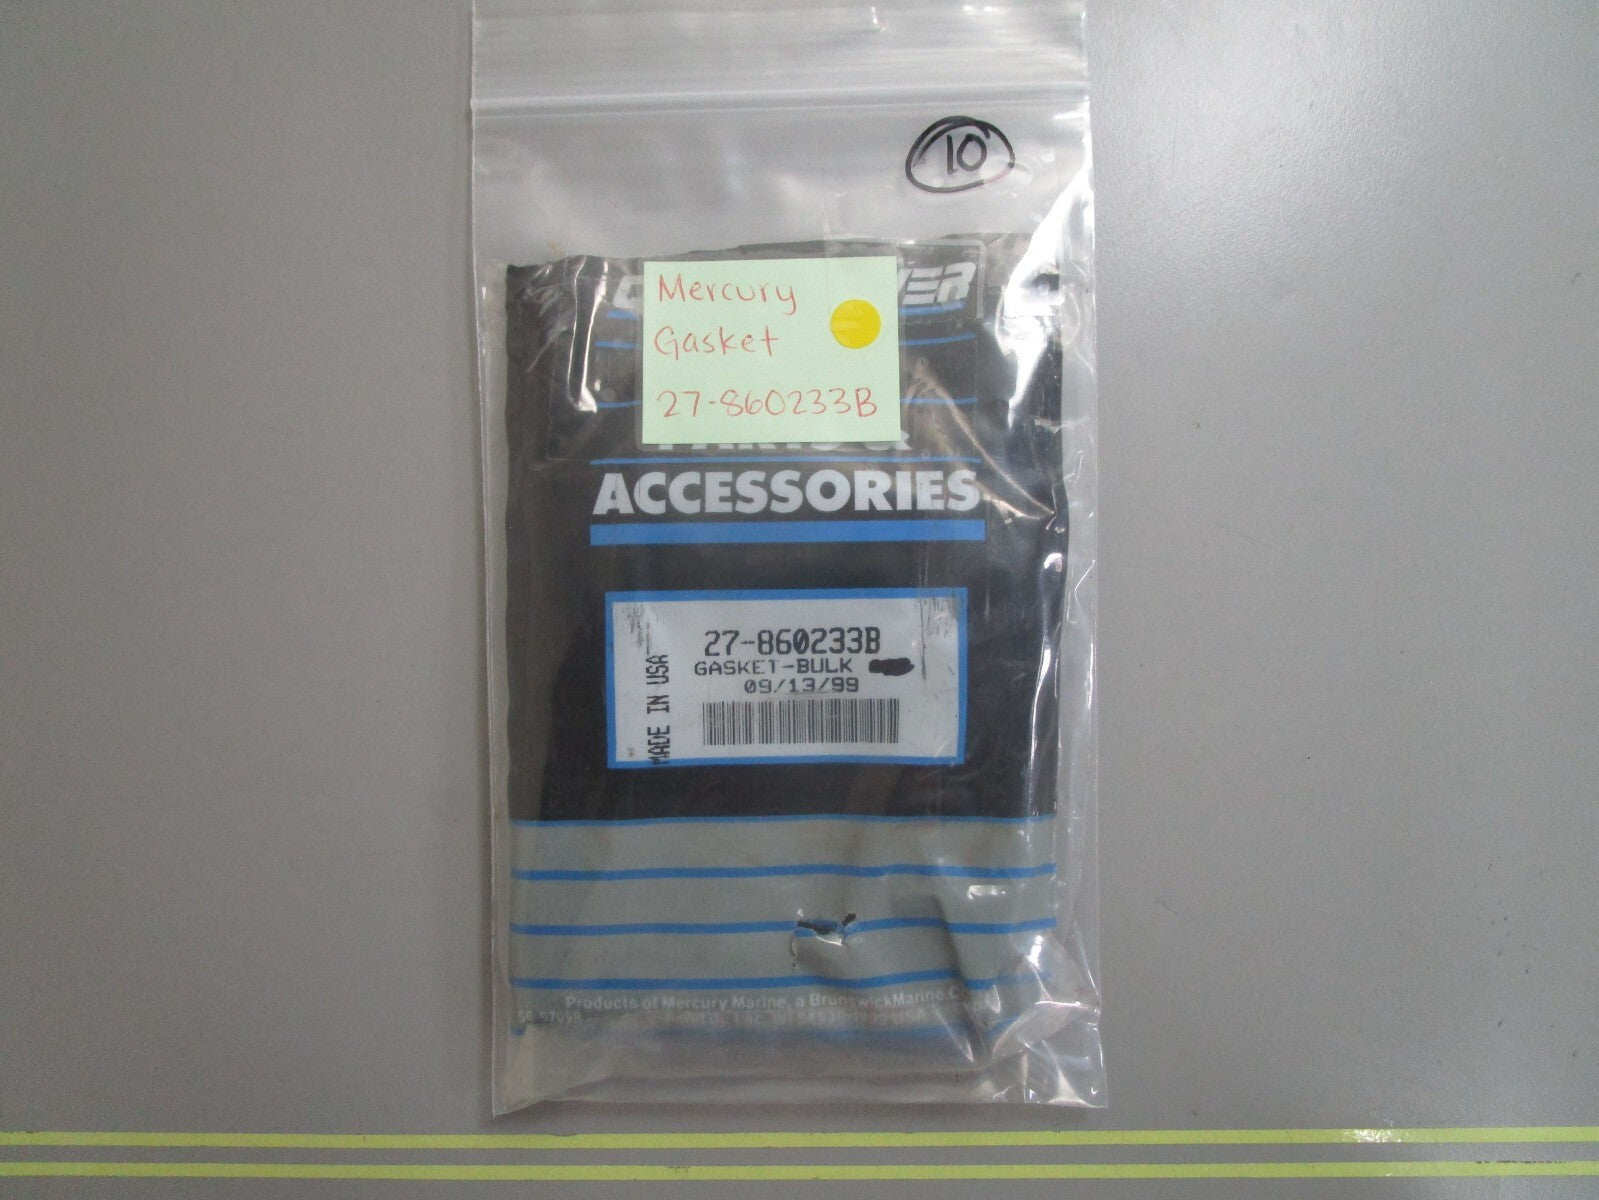 10
Mercury
Gasket
27-860233B
ACCESSORIES
27-860233B
GASKET-BULK
09/13/99
MADE IN USA
Products of Mercury Marine, a Brunswick Marine